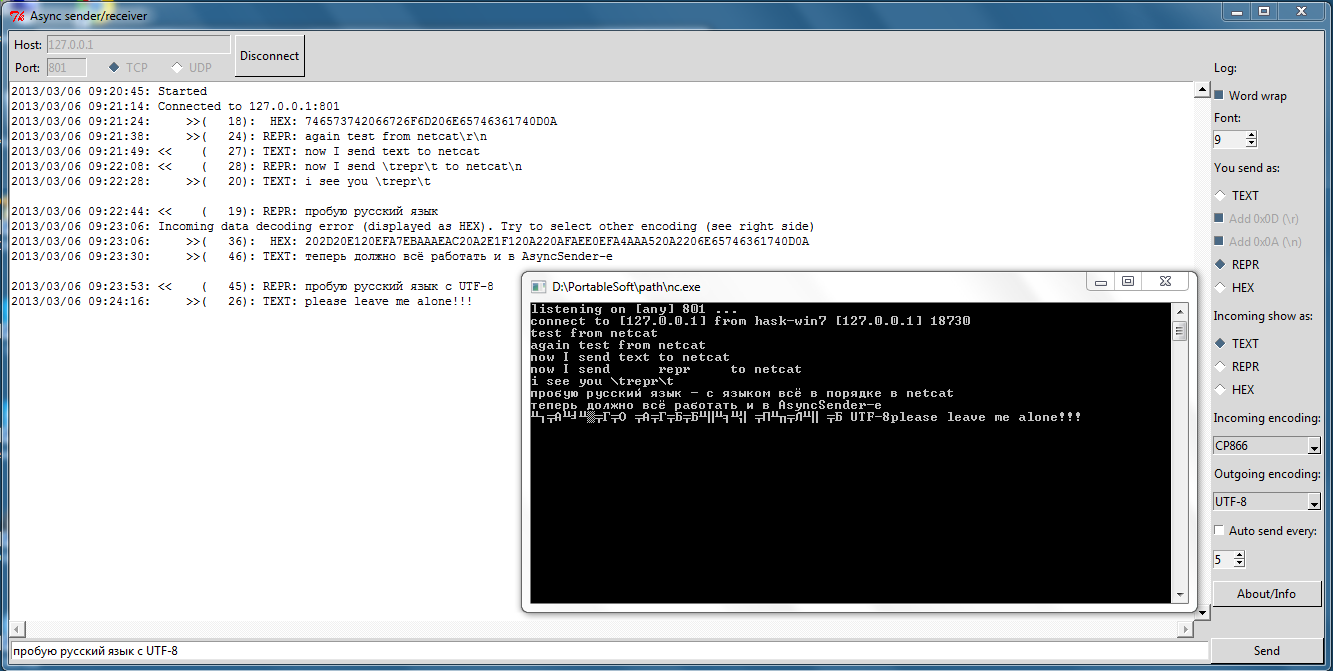 Async sender/receiver
Host: 127.0.0.1
Disconnect
Port: 801 TCP UDP
2013/03/06 09:20:45: Started
2013/03/06 09:21:14: Connected to 127.0.0.1:801
2013/03/06 09:21:24: >>( 18): HEX: 746573742066726F6D206E65746361740D0A
2013/03/06 09:21:38: >>( 24): REPR: again test from netcat\r\n
2013/03/06 09:21:49: << ( 27): TEXT: now I send text to netcat
2013/03/06 09:22:08: << ( 28): REPR: now I send \trepr\t to netcat\n
2013/03/06 09:22:28: >>( 20): TEXT: i see you \trepr\t
2013/03/06 09:22:44: << ( 19): REPR: пробую русский язык
2013/03/06 09:23:06: Incoming data decoding error (displayed as HEX). Try to select other encoding (see right side)
2013/03/06 09:23:06: >>( 36): HEX: 202D20E120EFA7EBAAAEAC20A2E1F120A220AFAEE0EFA4AAA520A2206E65746361740D0A
2013/03/06 09:23:30: >>( 46): TEXT: теперь должно всё работать и в AsyncSender-е
2013/03/06 09:23:53: << ( 45): REPR: пробую русский язык с UTF-8
2013/03/06 09:24:16: >>( 26): TEXT: please leave me alone!!!
D:\PortableSoft\path\nc.exe
listening on [any] 801 ...
connect to [127.0.0.1] from hask-win7 [127.0.0.1] 18730
test from netcat
again test from netcat
now I send text to netcat
now I send repr to netcat
i see you \trepr\t
пробую русский язык - с языком всё в порядке в netcat
теперь должно всё работать и в AsyncSender-е
UTF-8please leave me alone!!!
Log:
Word wrap
Font:
9
You send as:
TEXT
Add 0x0D (\r)
Add 0x0A (\n)
REPR
HEX
Incoming show as:
TEXT
REPR
HEX
Incoming encoding:
CP866
Outgoing encoding:
UTF-8
Auto send every:
5
About/Info
пробую русский язык с UTF-8
Send